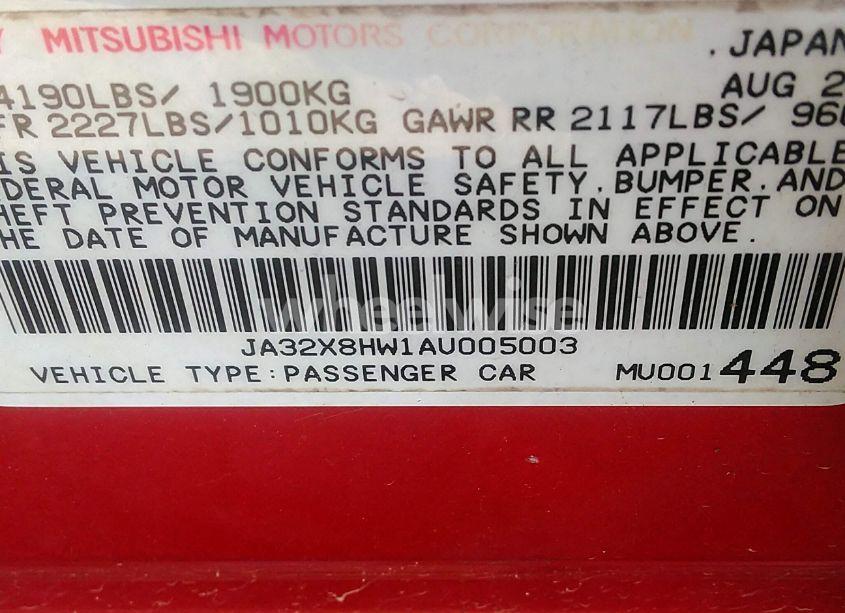 MITSUBISHI MOTORS CORPORATION
. JAPAN
4190LBS/ 1900KG AUG 2
FR 2227LBS/1010KG GAWR RR 2117LBS/ 960
IS VEHICLE CONFORMS TO ALL APPLICABLE
DERAL MOTOR VEHICLE SAFETY.BUMPER.AND
HEFT PREVENTION STANDARDS IN EFFECT ON
HE DATE OF MANUFACTURE SHOWN ABOVE.
wheelwise
JA32X8HW1AU005003
VEHICLE TYPE:PASSENGER CAR MU001448